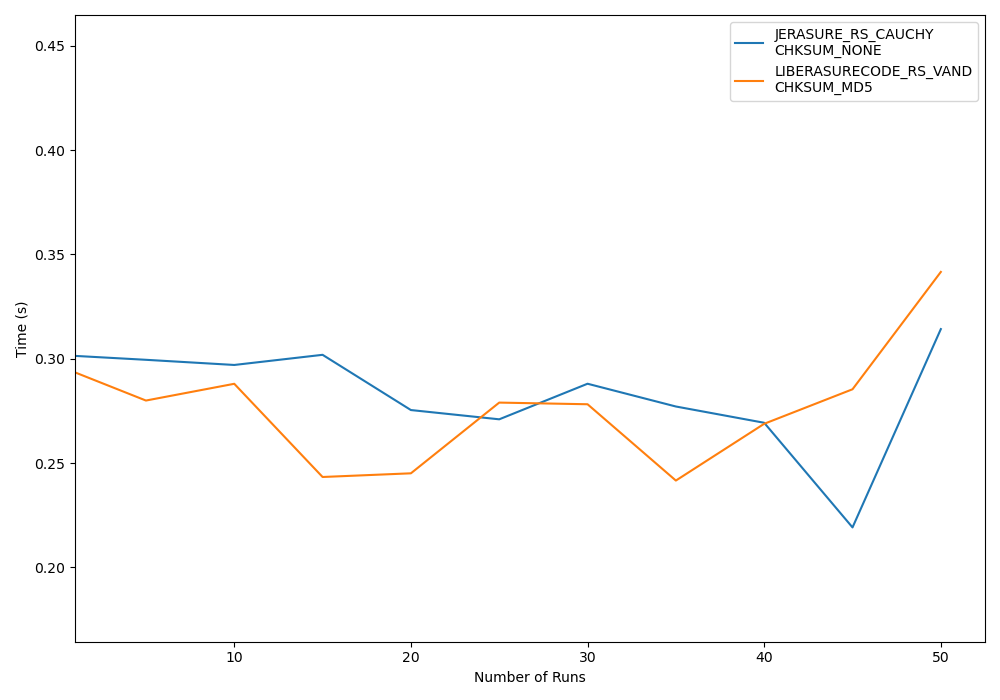 JERASURE_RS_CAUCHY
CHKSUM_NONE
LIBERASURECODE_RS_VAND
CHKSUM_MD5
0.45
0.40
0.35
0.30
0.25
0.20
Time (s)
10
20
30
40
50
Number of Runs